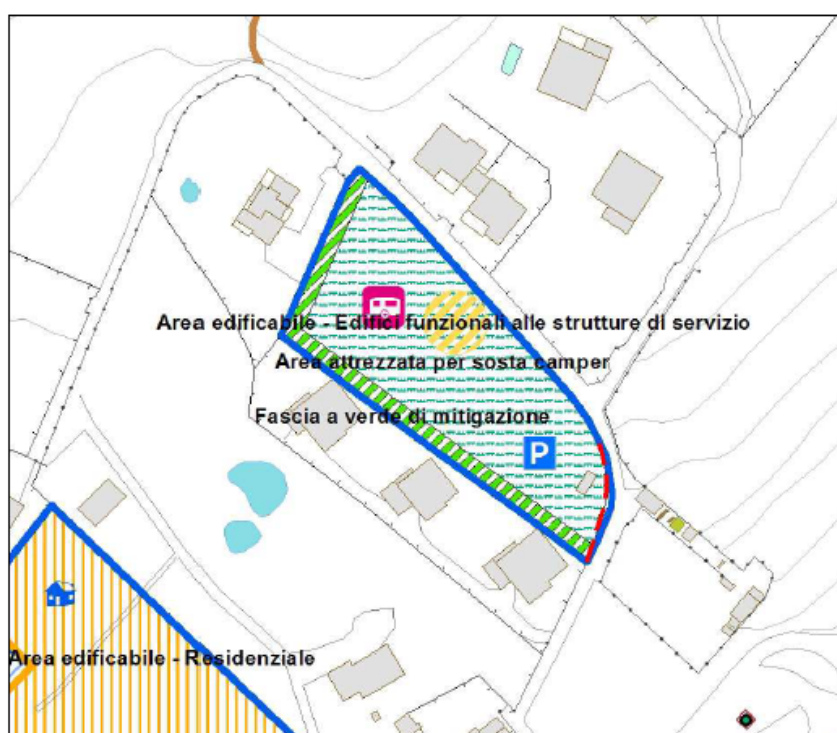 Area edificabile - Edifici funzionali alle strutture di servizio
Area attrezzata per sosta camper
Fascia a verde di mitigazione
P
Area edificabile - Residenziale